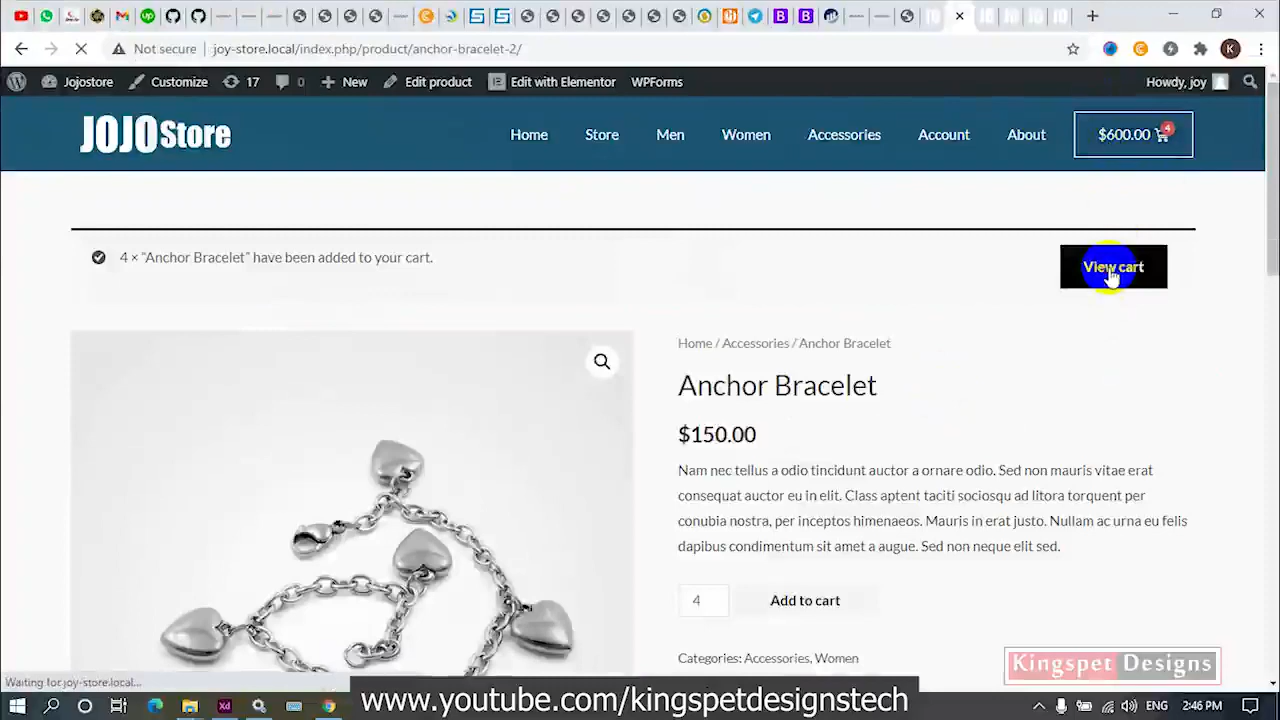 Not secure
joy-store.local/index.php/product/anchor-bracelet-2/
K
Jojostore
Customize
17
0
New
Edit product
Edit with Elementor
WPForms
Howdy, joy
JOJO Store
Home
Store
Men
Women
Accessories
Account
About
$600.00
4
4 × “Anchor Bracelet” have been added to your cart.
View cart
Home / Accessories / Anchor Bracelet
Anchor Bracelet
$150.00
Nam nec tellus a odio tincidunt auctor a ornare odio. Sed non mauris vitae erat
consequat auctor eu in elit. Class aptent taciti sociosqu ad litora torquent per
conubia nostra, per inceptos himenaeos. Mauris in erat justo. Nullam ac urna eu felis
dapibus condimentum sit amet a augue. Sed non neque elit sed.
4
Add to cart
Categories: Accessories, Women
Kingspet Designs
Waiting for joy-store.local...
www.youtube.com/kingspetdesignstech
ENG
2:46 PM